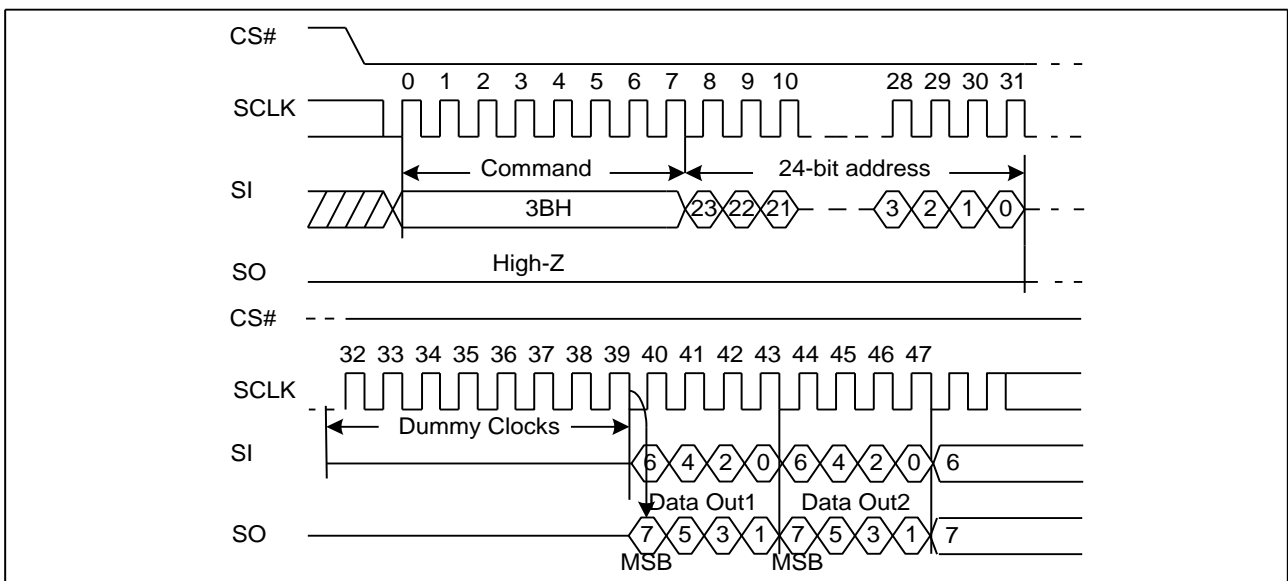 CS#
0 1 2 3 4 5 6 7 8 9 10 28 29 30 31
SCLK
Command 24-bit address
SI
3BH 23 22 21 3 2 1 0
High-Z
SO
CS#
32 33 34 35 36 37 38 39 40 41 42 43 44 45 46 47
SCLK
Dummy Clocks
SI 6 4 2 0 6 4 2 0 6
Data Out1 Data Out2
SO 7 5 3 1 7 5 3 1 7
MSB MSB